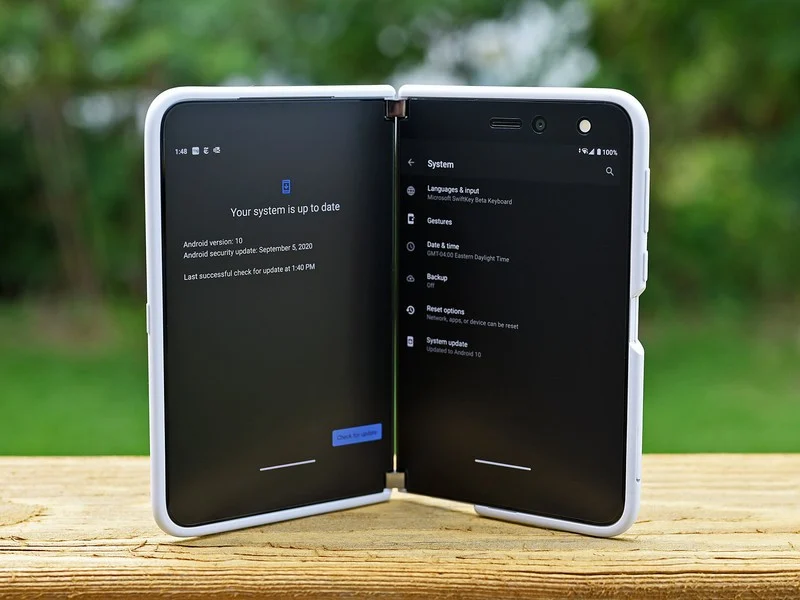 1:48
Your system is up to date
Android version: 10
Android security update: September 5, 2020
Last successful check for update at 1:40 PM
Check for update
100%
System
Languages & input
Microsoft SwiftKey Beta Keyboard
Gestures
Date & time
GMT-04:00 Eastern Daylight Time
Backup
Off
Reset options
Network, apps, or device can be reset
System update
Updated to Android 10